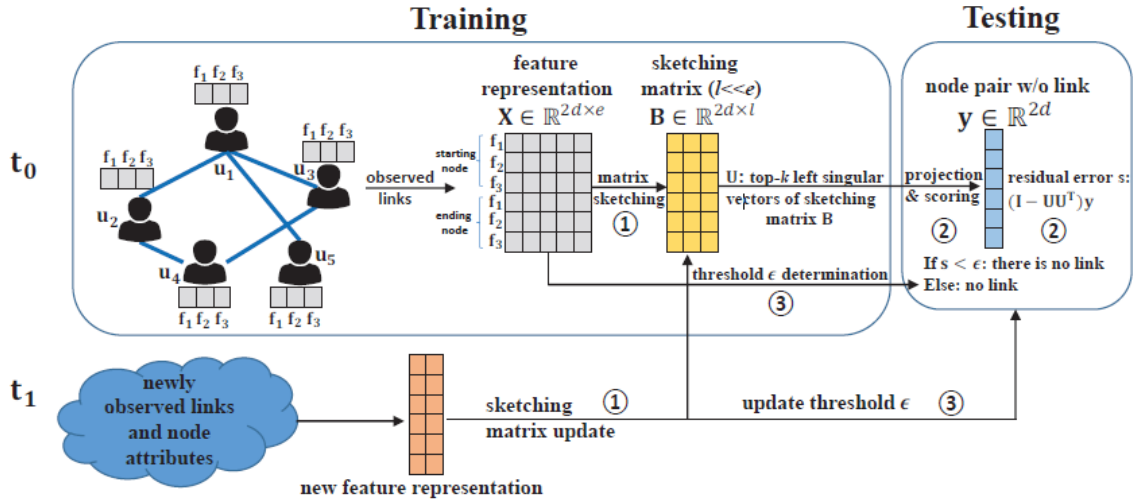 Training
Testing
t₀
f₁ f₂ f₃
u₁
f₁ f₂ f₃
u₃
f₁ f₂ f₃
u₂
u₄
f₁ f₂ f₃
u₅
f₁ f₂ f₃
observed
links
feature
representation
X ∈ ℝ^{2d×e}
starting
node
ending
node
f₁
f₂
f₃
f₁
f₂
f₃
matrix
sketching
①
sketching
matrix (l<<e)
B ∈ ℝ^{2d×l}
U: top-k left singular
vectors of sketching
matrix B
threshold ϵ determination
③
projection
& scoring
②
node pair w/o link
y ∈ ℝ^{2d}
residual error s:
(I − UUᵀ)y
②
If s < ϵ: there is no link
Else: no link
t₁
newly
observed links
and node
attributes
new feature representation
sketching
matrix update
①
update threshold ϵ
③